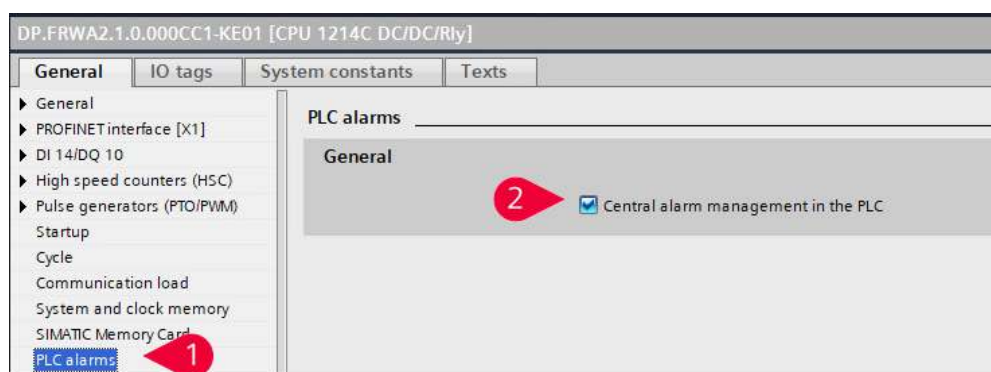 DP.FRWA2.1.0.000CC1-KE01 [CPU 1214C DC/DC/Rly]
General IO tags System constants Texts
General
PROFINET interface [X1]
DI 14/DQ 10
High speed counters (HSC)
Pulse generators (PTO/PWM)
Startup
Cycle
Communication load
System and clock memory
SIMATIC Memory Card
PLC alarms
1
PLC alarms
General
2
Central alarm management in the PLC